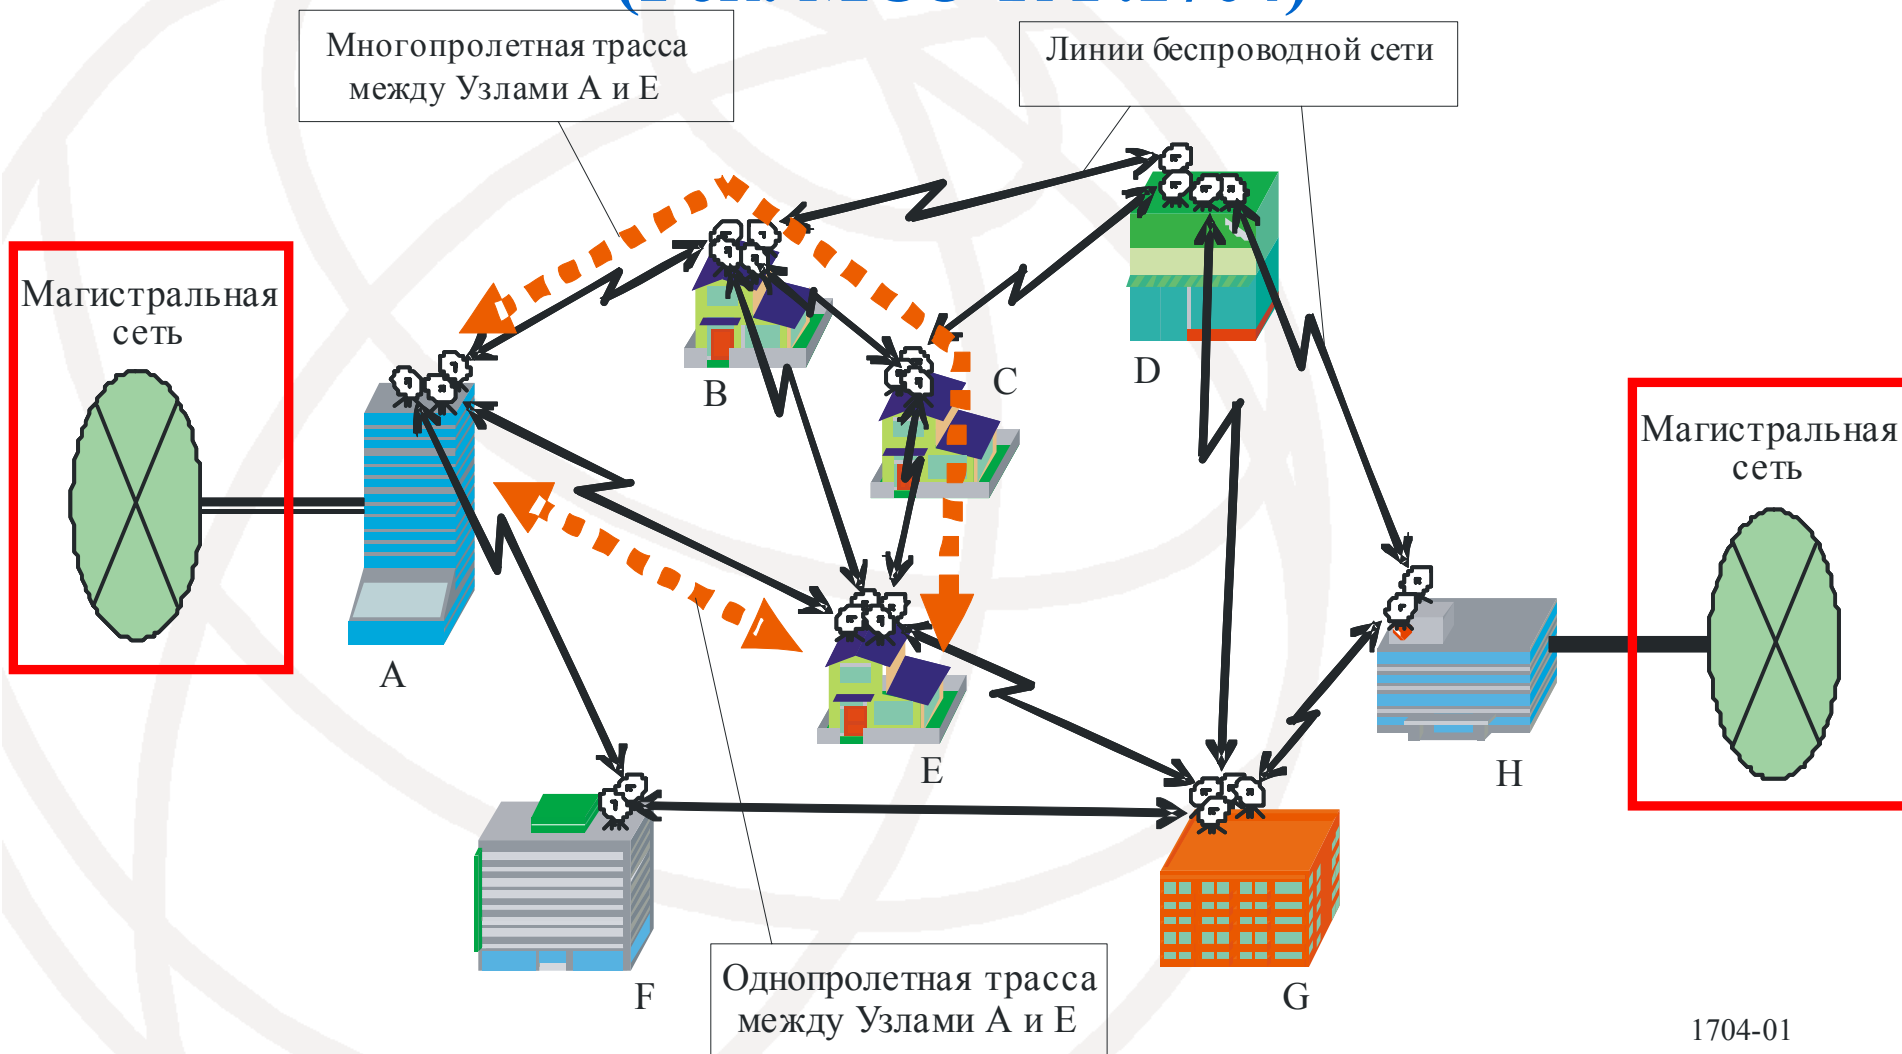 Многопролетная трасса
между Узлами А и Е
Линии беспроводной сети
Магистральная
сеть
B
C
D
Магистральная
сеть
A
E
H
F
G
Однопролетная трасса
между Узлами А и Е
1704-01